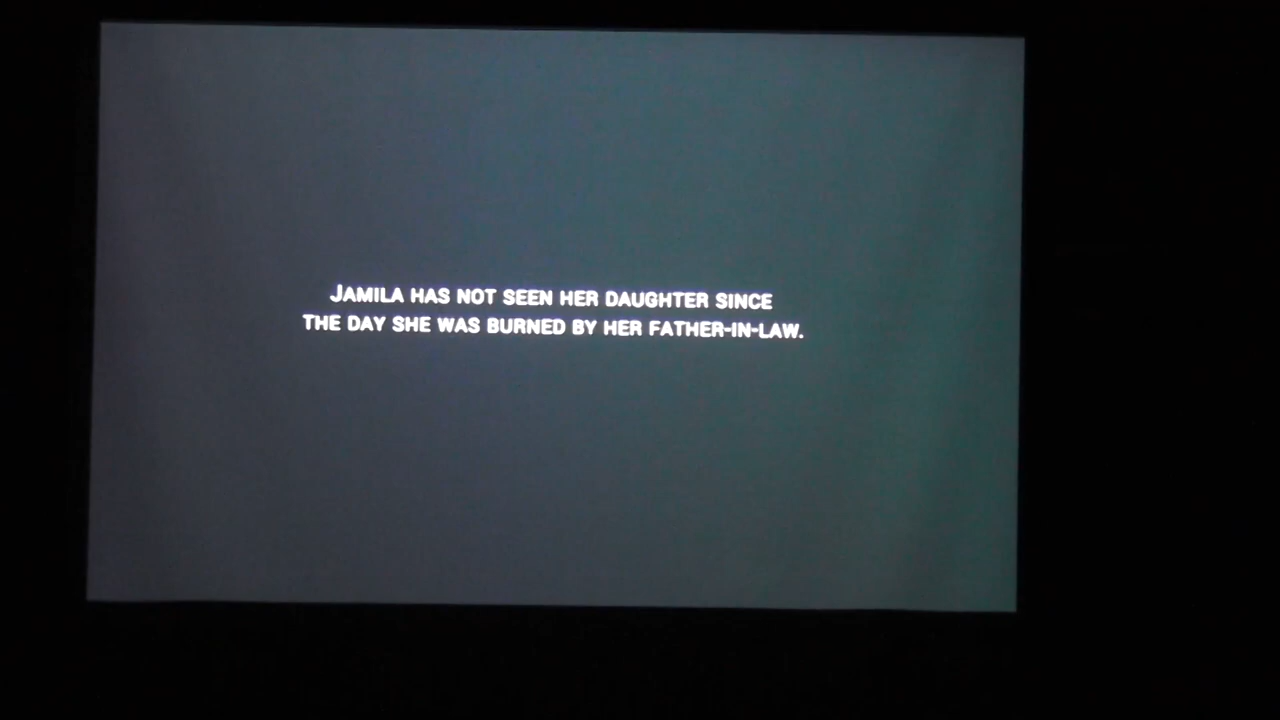 JAMILA HAS NOT SEEN HER DAUGHTER SINCE
THE DAY SHE WAS BURNED BY HER FATHER-IN-LAW.